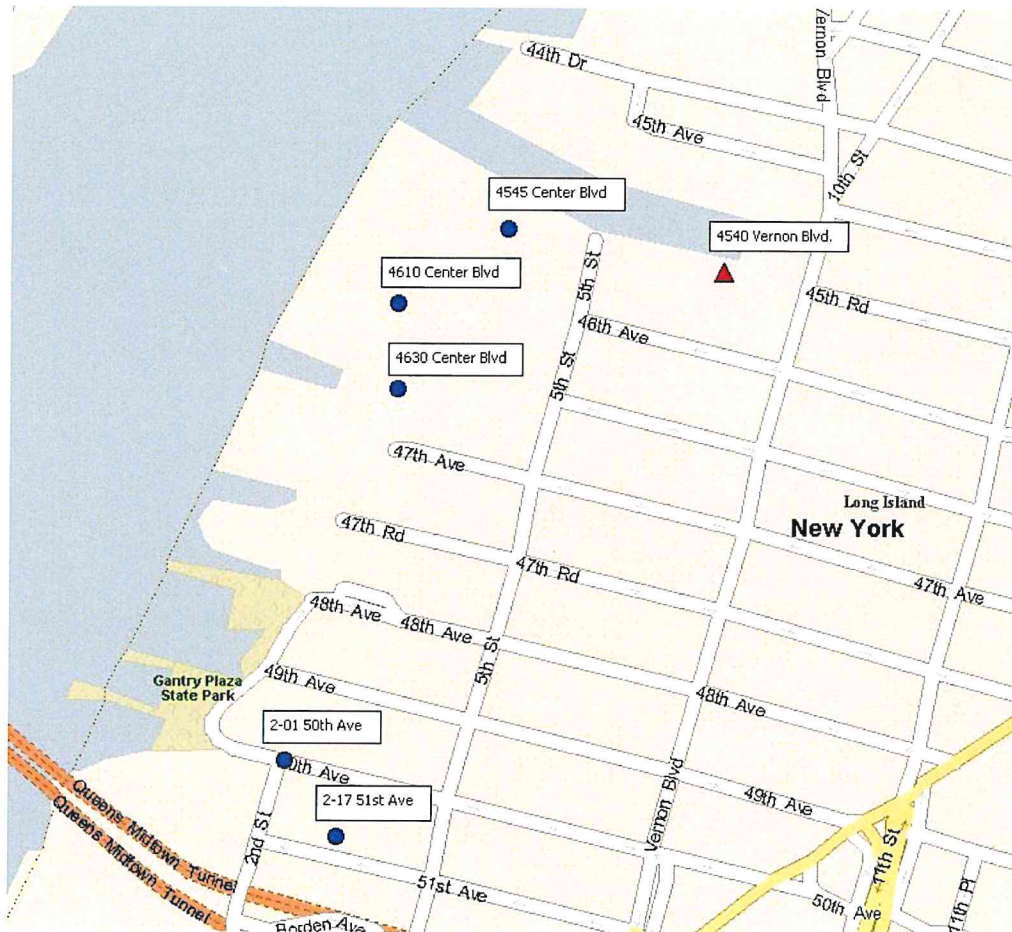 44th Dr
Vernon Blvd
45th Ave
10th St
4545 Center Blvd
4540 Vernon Blvd.
5th St
4610 Center Blvd
45th Rd
46th Ave
4630 Center Blvd
5th St
47th Ave
Long Island
New York
47th Rd
47th Rd
47th Ave
48th Ave
48th Ave
5th St
Gantry Plaza
State Park
49th Ave
48th Ave
2-01 50th Ave
0th Ave
2-17 51st Ave
49th Ave
Vernon Blvd
Queens Midtown Tunnel
Queens Midtown Tunnel
2nd St
11th St
51st Ave
50th Ave
11th Pl
Borden Ave